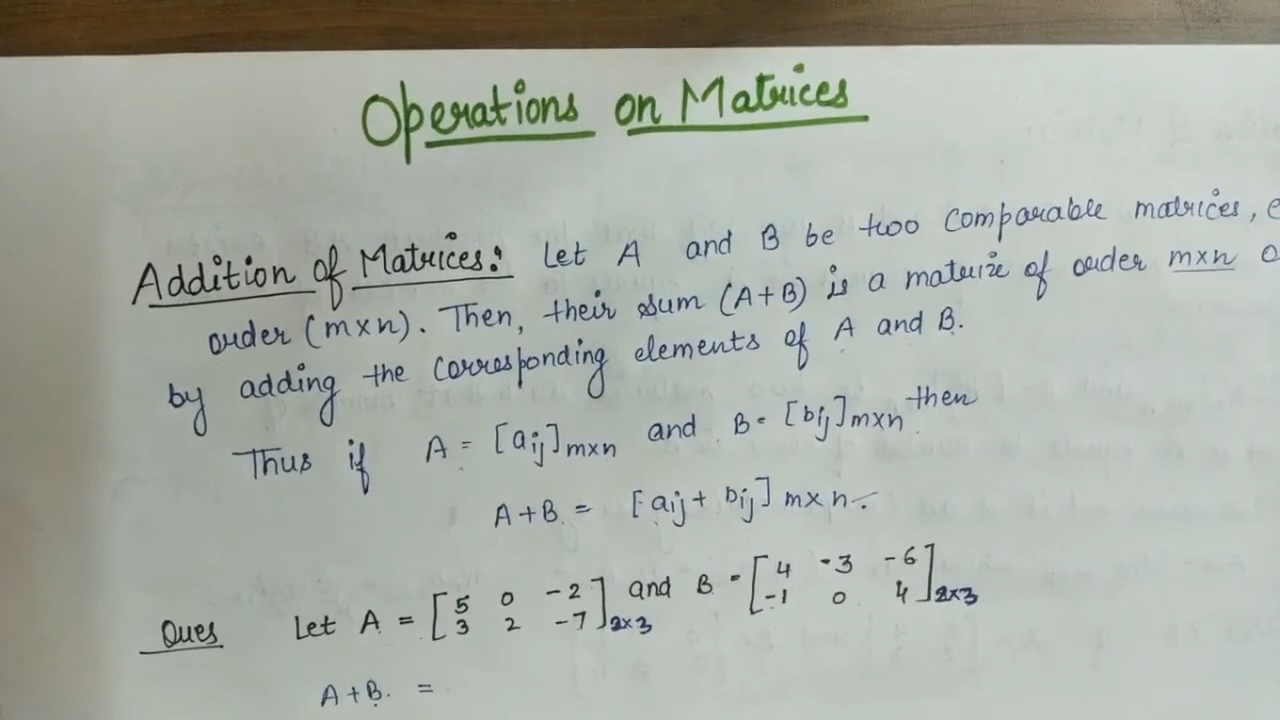 Operations on Matrices
Addition of Matrices: Let A and B be two comparable matrices, e
order (m×n). Then, their sum (A+B) is a matrix of order m×n o
by adding the corresponding elements of A and B.
Thus if A = [aij]m×n and B = [bij]m×n then
A+B = [aij + bij] m×n
Ques Let A = [5 0 -2 and B = [4 -3 -6
3 2 -7]2×3 -1 0 4]2×3
A+B. =